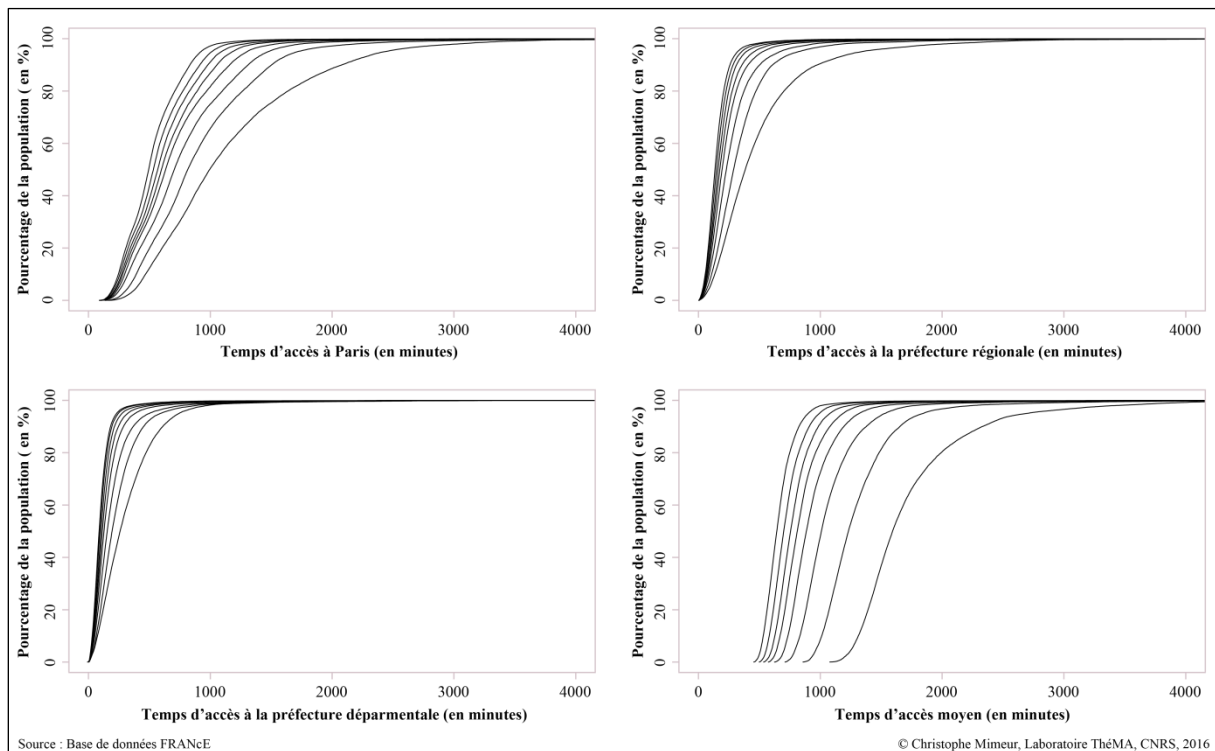 Pourcentage de la population ( en %)
100
80
60
40
20
0
0 1000 2000 3000 4000
Temps d’accès à Paris (en minutes)
Pourcentage de la population ( en %)
100
80
60
40
20
0
0 1000 2000 3000 4000
Temps d’accès à la préfecture régionale (en minutes)
Pourcentage de la population ( en %)
100
80
60
40
20
0
0 1000 2000 3000 4000
Temps d’accès à la préfecture déparmentale (en minutes)
Pourcentage de la population ( en %)
100
80
60
40
20
0
0 1000 2000 3000 4000
Temps d’accès moyen (en minutes)
Source : Base de données FRANcE
© Christophe Mimeur, Laboratoire ThéMA, CNRS, 2016